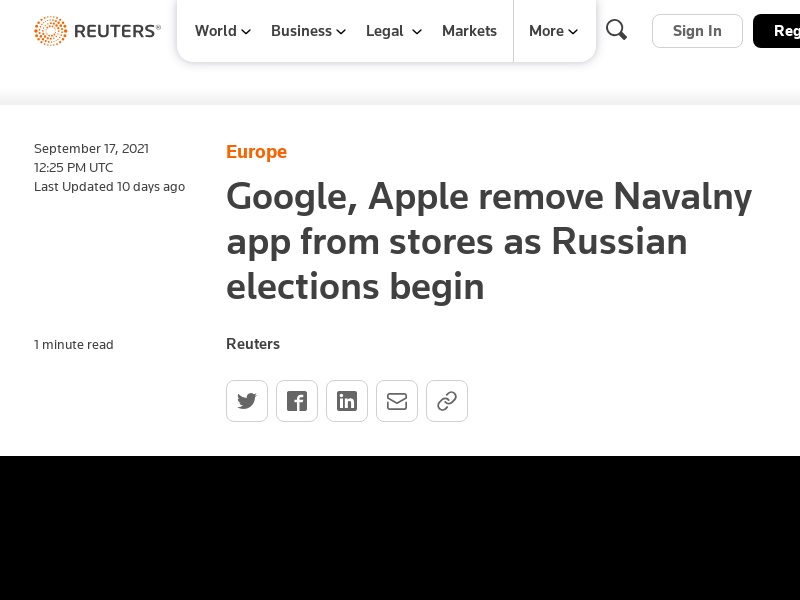 REUTERS®
World
Business
Legal
Markets
More
Sign In
Reg
September 17, 2021
12:25 PM UTC
Last Updated 10 days ago
Europe
Google, Apple remove Navalny
app from stores as Russian
elections begin
1 minute read
Reuters